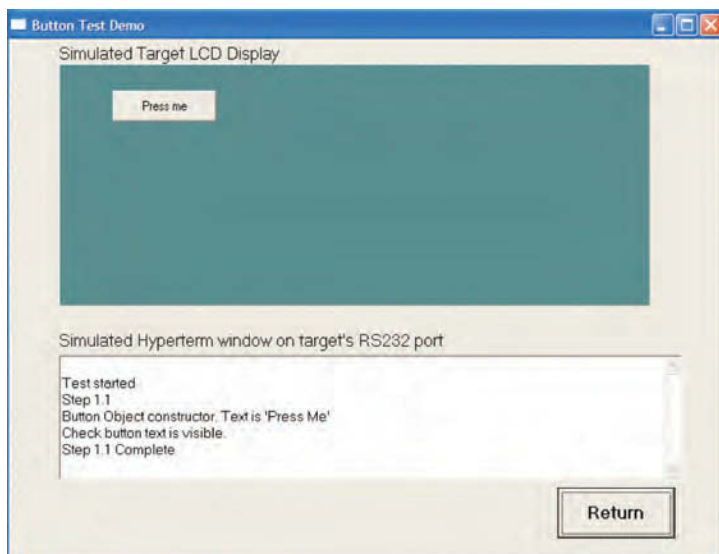 Button Test Demo
Simulated Target LCD Display
Press me
Simulated Hyperterm window on target's RS232 port
Test started
Step 1.1
Button Object constructor. Text is 'Press Me'
Check button text is visible.
Step 1.1 Complete
Return